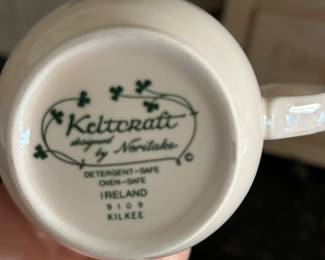 Keltcraft
designed
by Noritake
©
DETERGENT-SAFE
OVEN-SAFE
IRELAND
9109
KILKEE